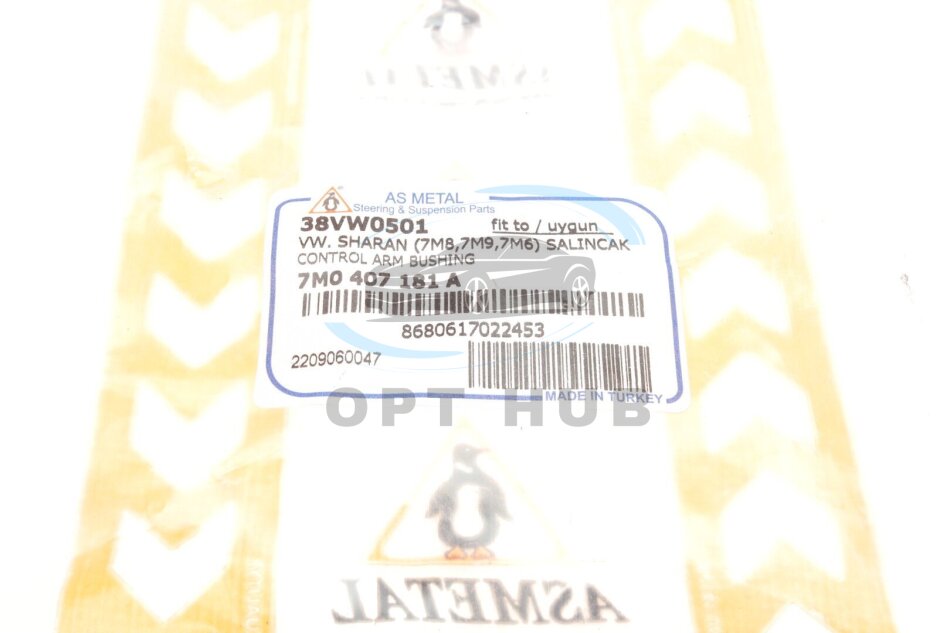 ASMETAL
AS METAL
Steering & Suspension Parts
38VW0501 fit to / uygun
VW. SHARAN (7M8,7M9,7M6) SALINCAK
CONTROL ARM BUSHING
7M0 407 181 A
8680617022453
2209060047
MADE IN TURKEY
OPT HUB
ASMETAL